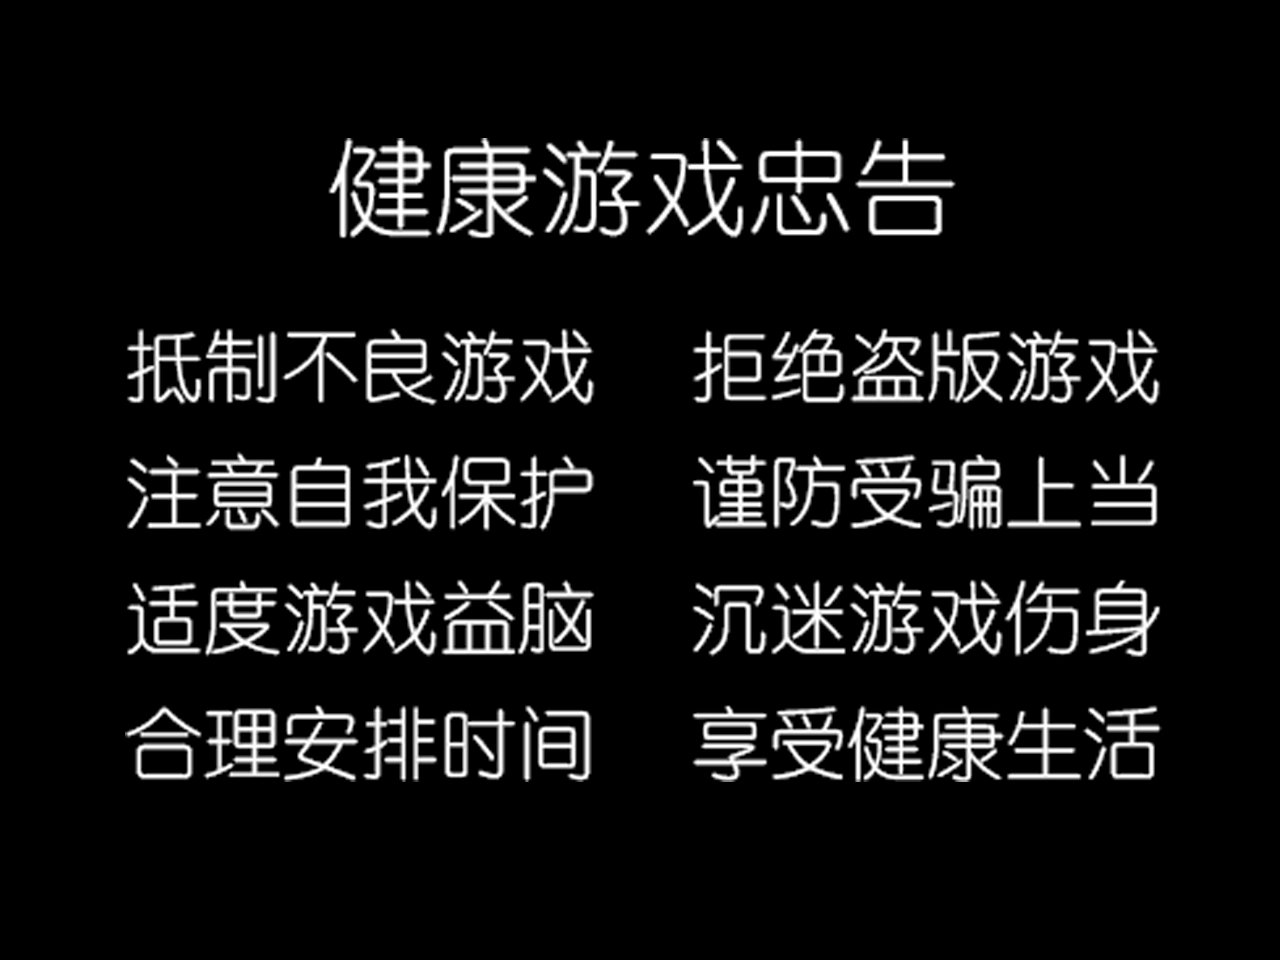 健康游戏忠告
抵制不良游戏 拒绝盗版游戏
注意自我保护 谨防受骗上当
适度游戏益脑 沉迷游戏伤身
合理安排时间 享受健康生活